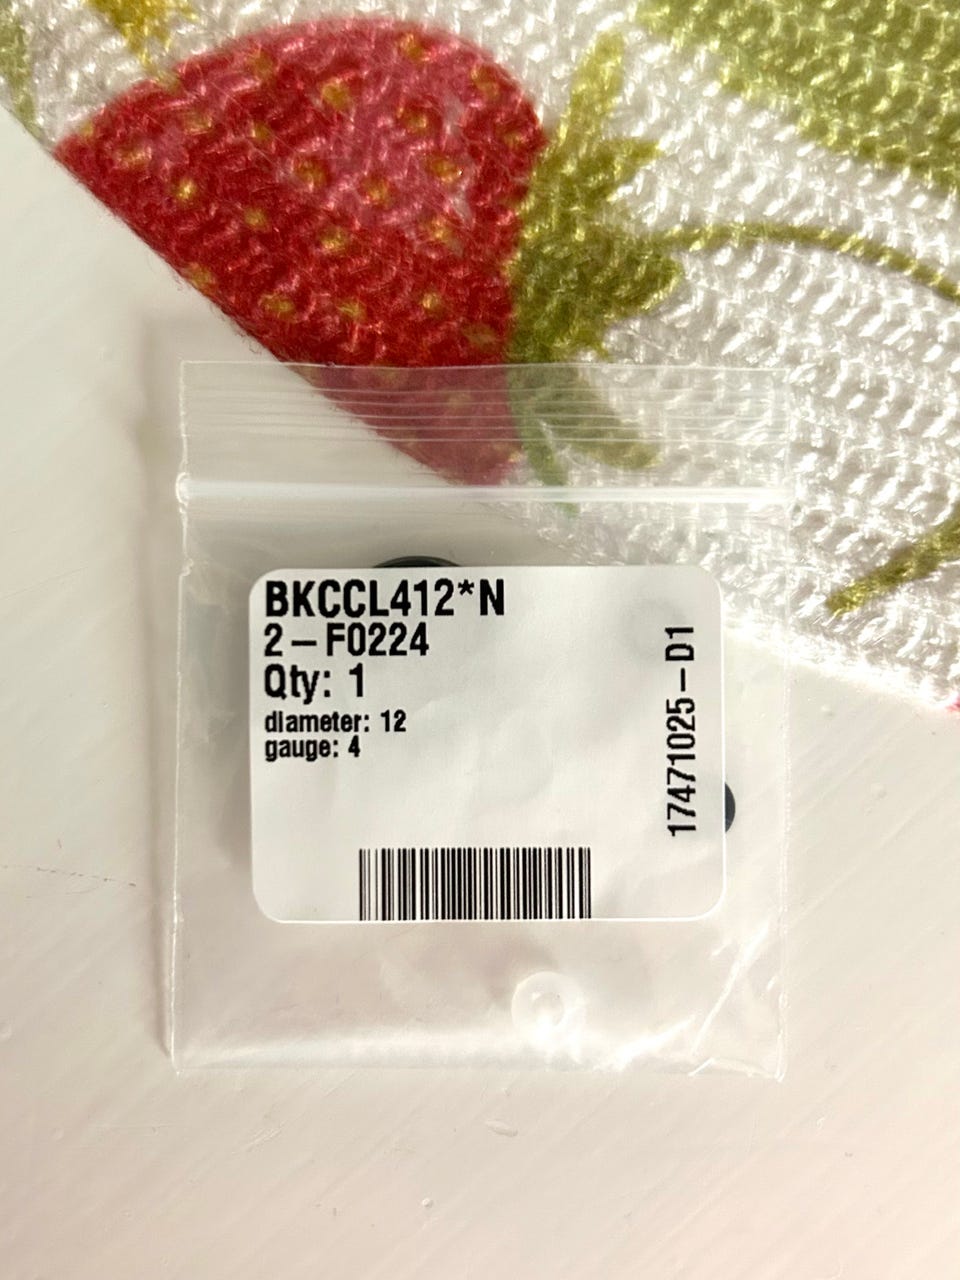 BKCCL412*N
2-F0224
Qty: 1
diameter: 12
gauge: 4
17471025-D1